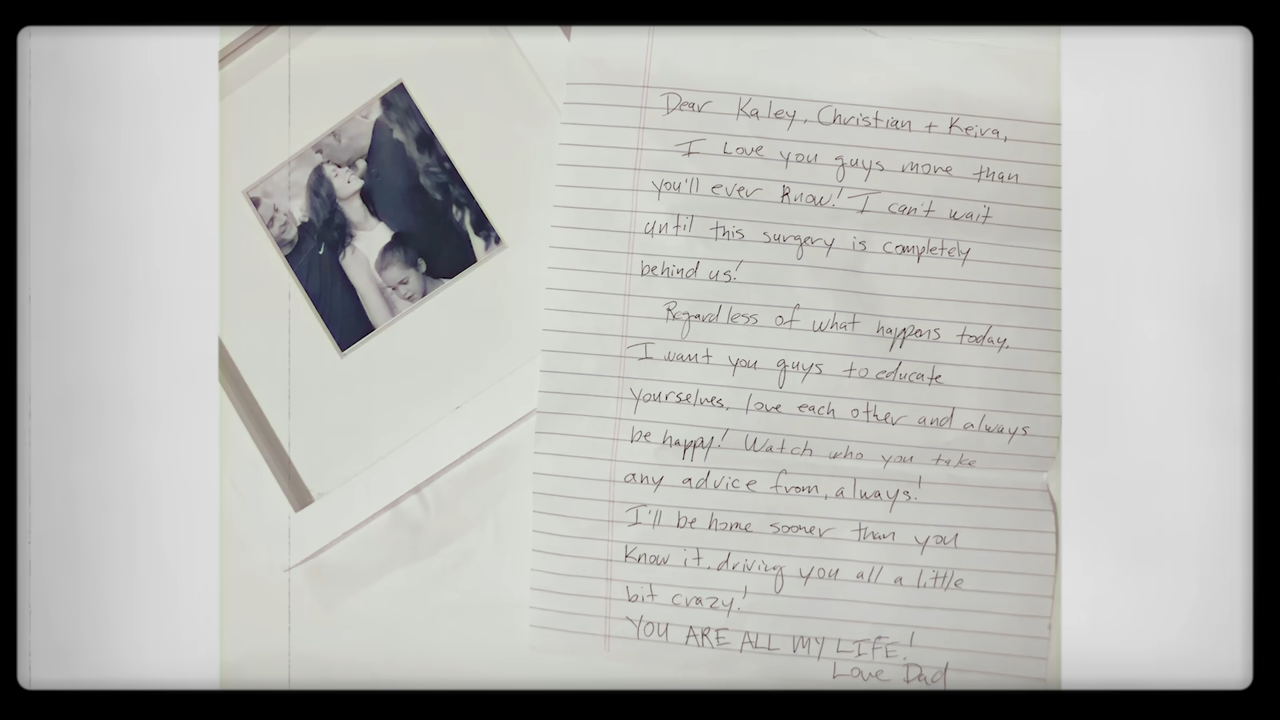 Dear Kaley, Christian + Keira,
I Love you guys more than
you'll ever know! I can't wait
until this surgery is completely
behind us!
Regardless of what happens today,
I want you guys to educate
yourselves, love each other and always
be happy! Watch who you take
any advice from, always!
I'll be home sooner than you
know it, driving you all a little
bit crazy!
YOU ARE ALL MY LIFE!
Love Dad